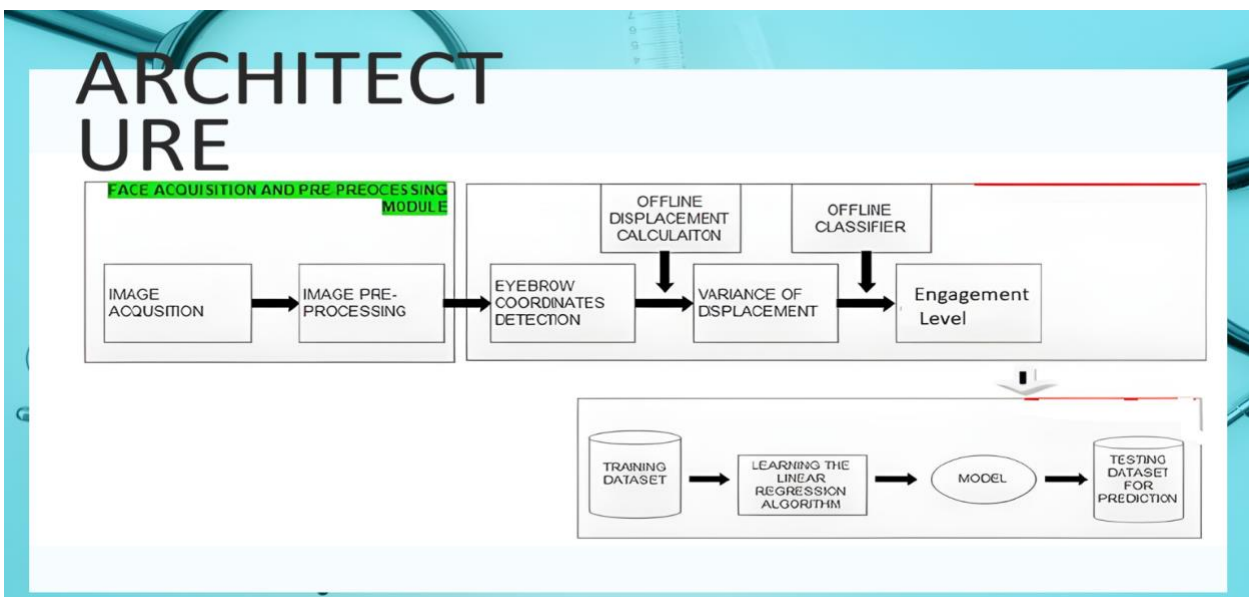 ARCHITECT
URE
FACE ACQUISITION AND PRE PREOCESSING
MODULE
IMAGE
ACQUSITION
IMAGE PRE-
PROCESSING
EYEBROW
COORDINATES
DETECTION
OFFLINE
DISPLACEMENT
CALCULAITON
VARIANCE OF
DISPLACEMENT
OFFLINE
CLASSIFIER
Engagement
Level
TRAINING
DATASET
LEARNING THE
LINEAR
REGRESSION
ALGORITHM
MODEL
TESTING
DATASET
FOR
PREDICTION